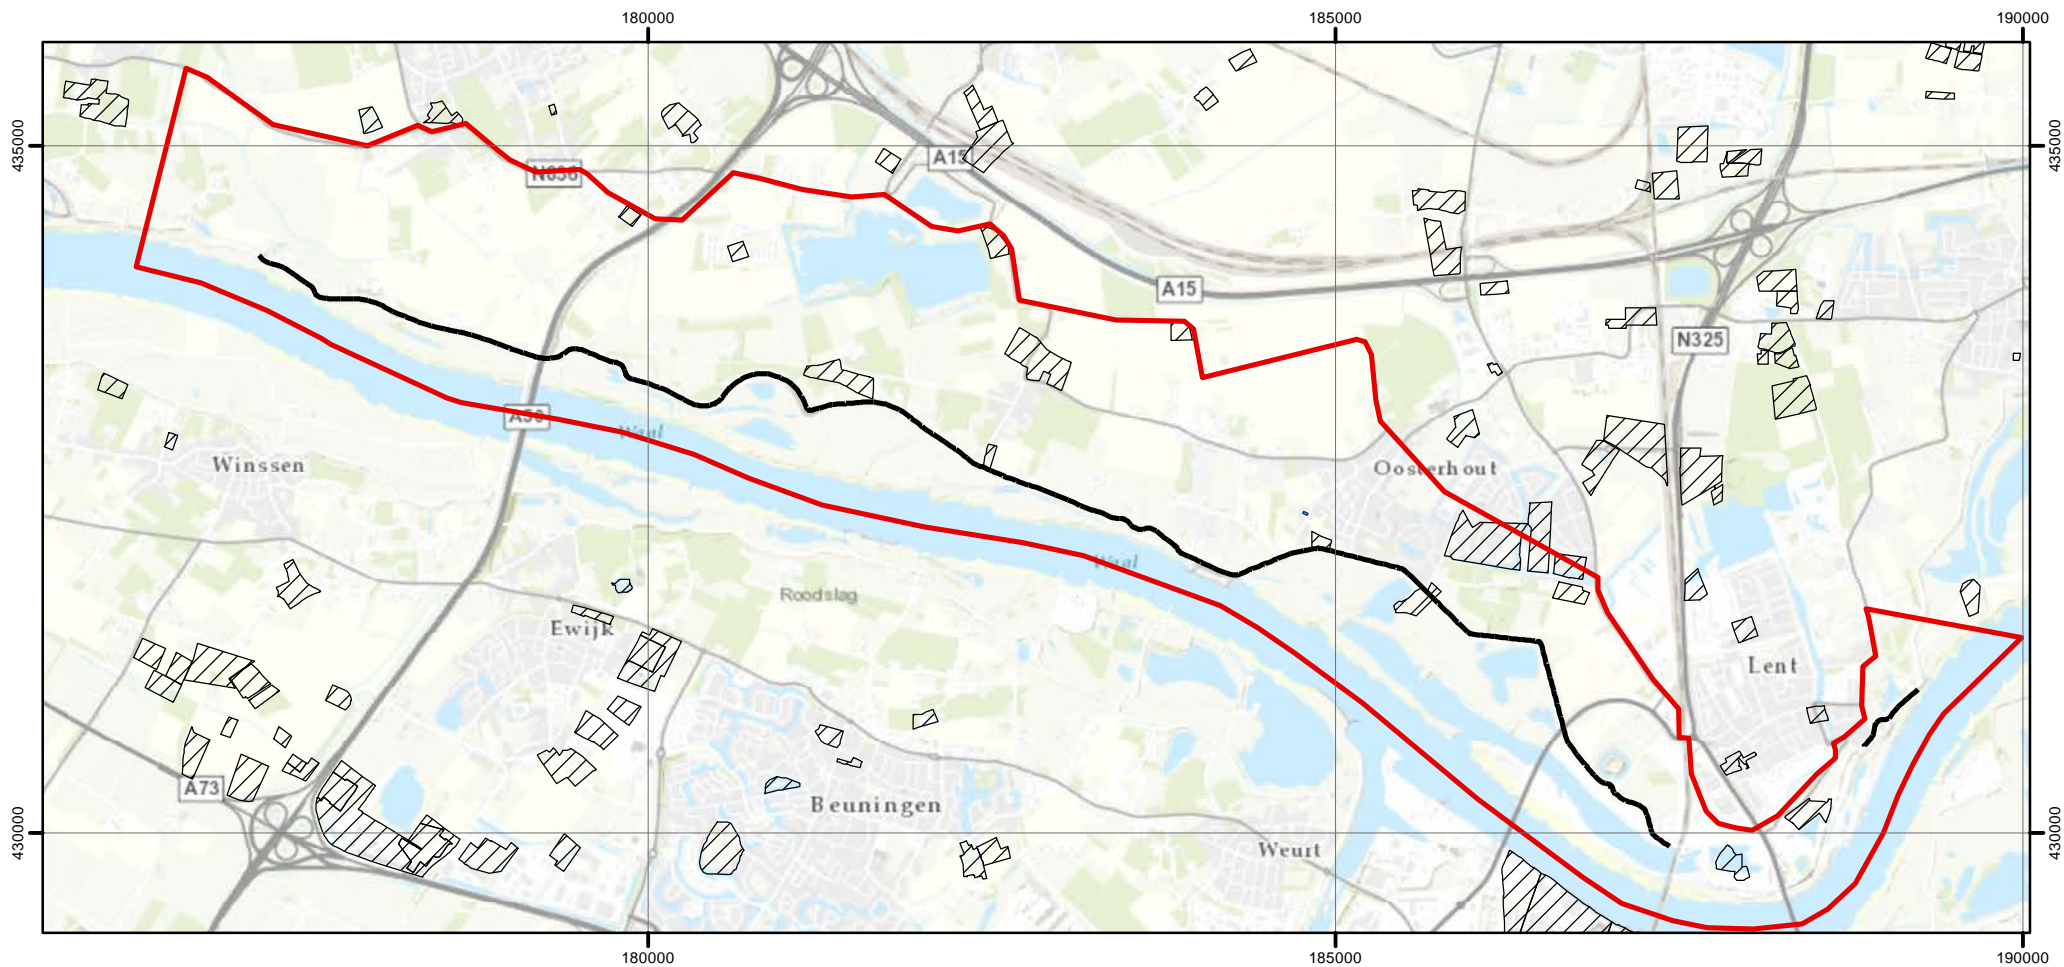 180000
185000
190000
435000
435000
A15
N836
A15
N325
A50
Waal
Winssen
Oosterhout
Waal
Roodslag
Ewijk
Lent
A73
Beuningen
430000
430000
Weurt
180000
185000
190000